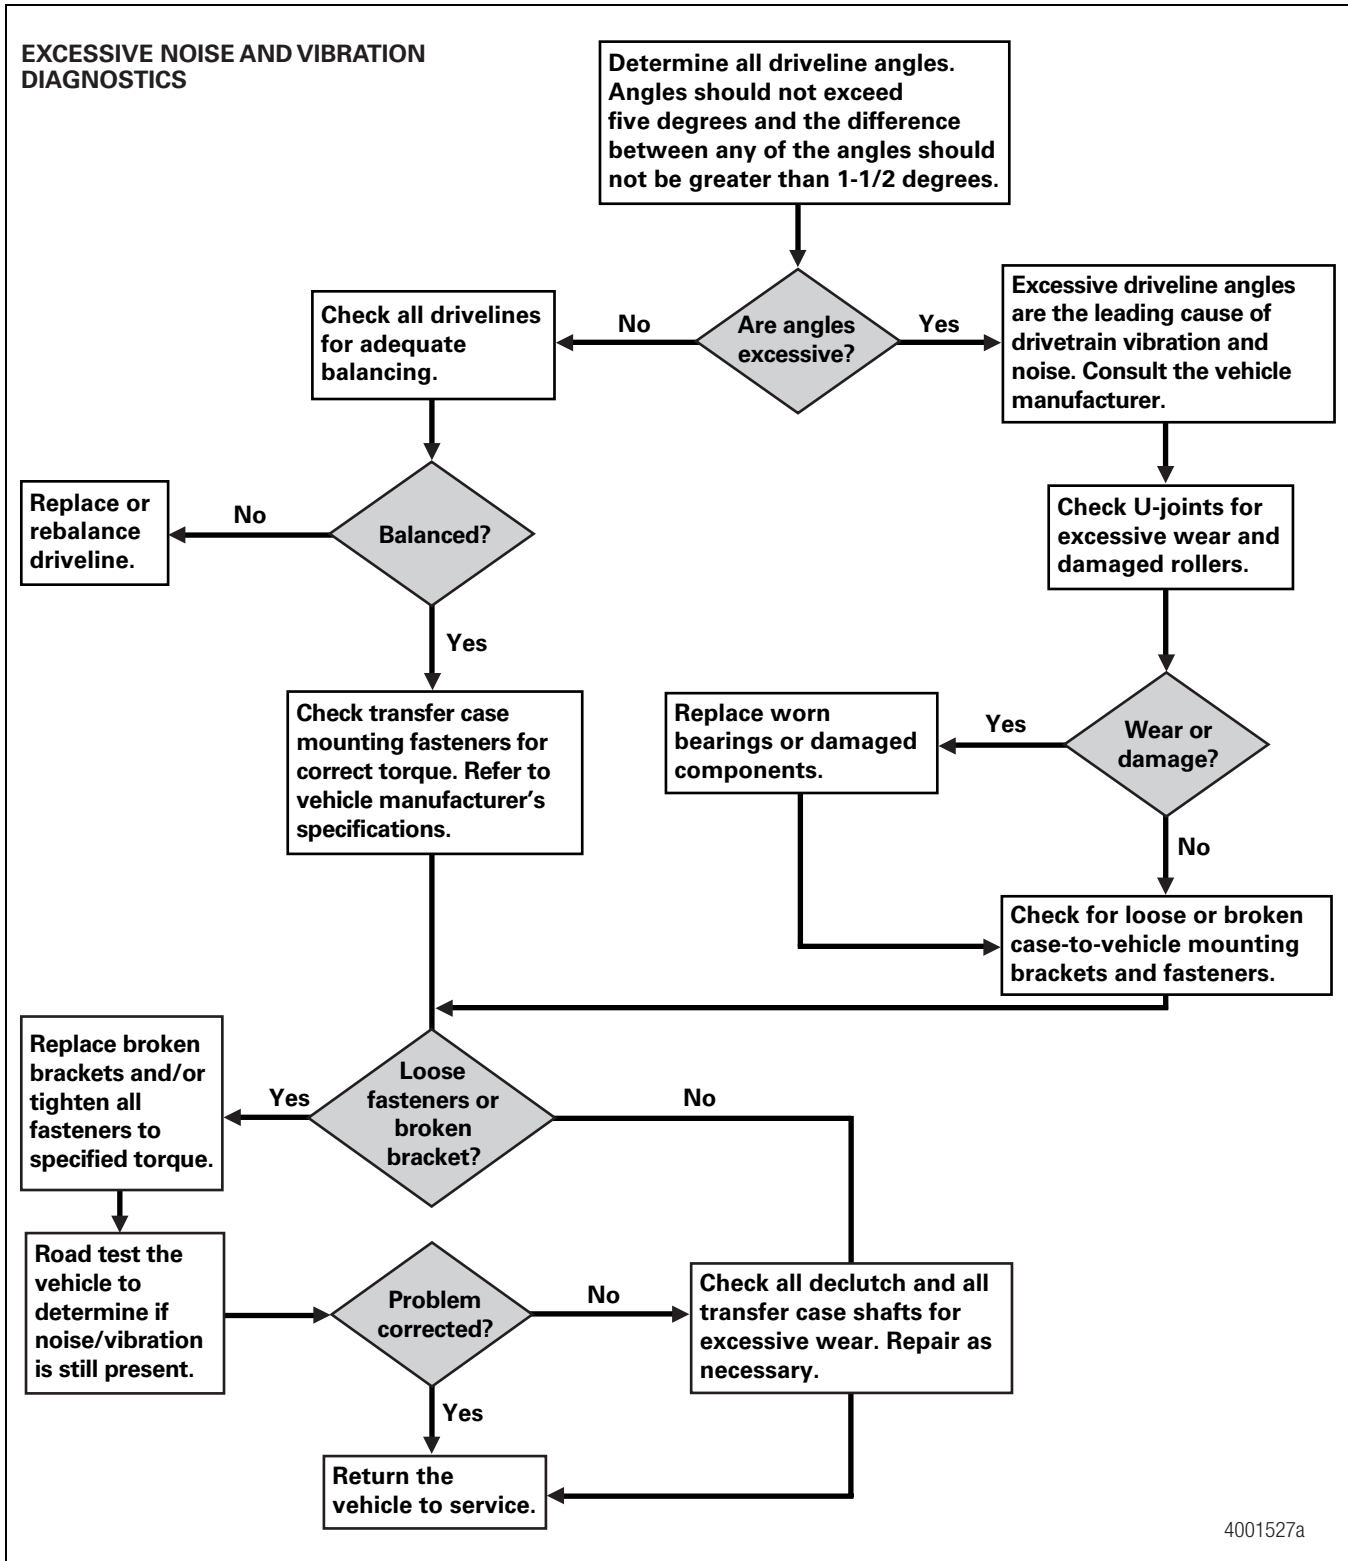 EXCESSIVE NOISE AND VIBRATION
DIAGNOSTICS
Determine all driveline angles.
Angles should not exceed
five degrees and the difference
between any of the angles should
not be greater than 1-1/2 degrees.
Are angles
excessive?
No
Yes
Check all drivelines
for adequate
balancing.
Excessive driveline angles
are the leading cause of
drivetrain vibration and
noise. Consult the vehicle
manufacturer.
Balanced?
No
Replace or
rebalance
driveline.
Yes
Check U-joints for
excessive wear and
damaged rollers.
Check transfer case
mounting fasteners for
correct torque. Refer to
vehicle manufacturer’s
specifications.
Wear or
damage?
Yes
Replace worn
bearings or damaged
components.
No
Check for loose or broken
case-to-vehicle mounting
brackets and fasteners.
Loose
fasteners or
broken
bracket?
Yes
No
Replace broken
brackets and/or
tighten all
fasteners to
specified torque.
Road test the
vehicle to
determine if
noise/vibration
is still present.
Problem
corrected?
No
Check all declutch and all
transfer case shafts for
excessive wear. Repair as
necessary.
Yes
Return the
vehicle to service.
4001527a